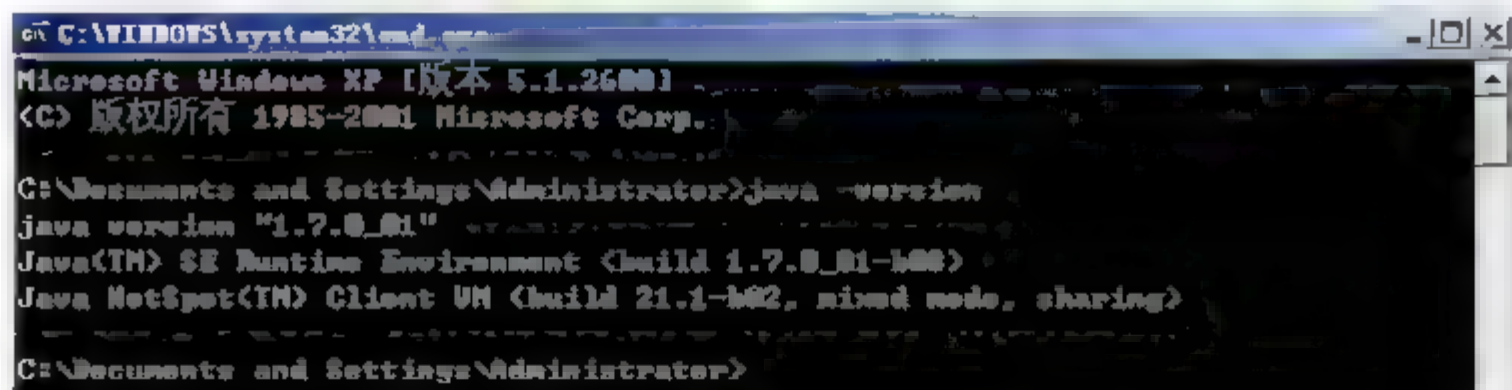 C:\WINDOWS\system32\cmd.exe
Microsoft Windows XP [版本 5.1.2600]
(C) 版权所有 1985-2001 Microsoft Corp.
C:\Documents and Settings\Administrator>java -version
java version "1.7.0_01"
Java(TM) SE Runtime Environment (build 1.7.0_01-b08)
Java HotSpot(TM) Client VM (build 21.1-b02, mixed mode, sharing)
C:\Documents and Settings\Administrator>